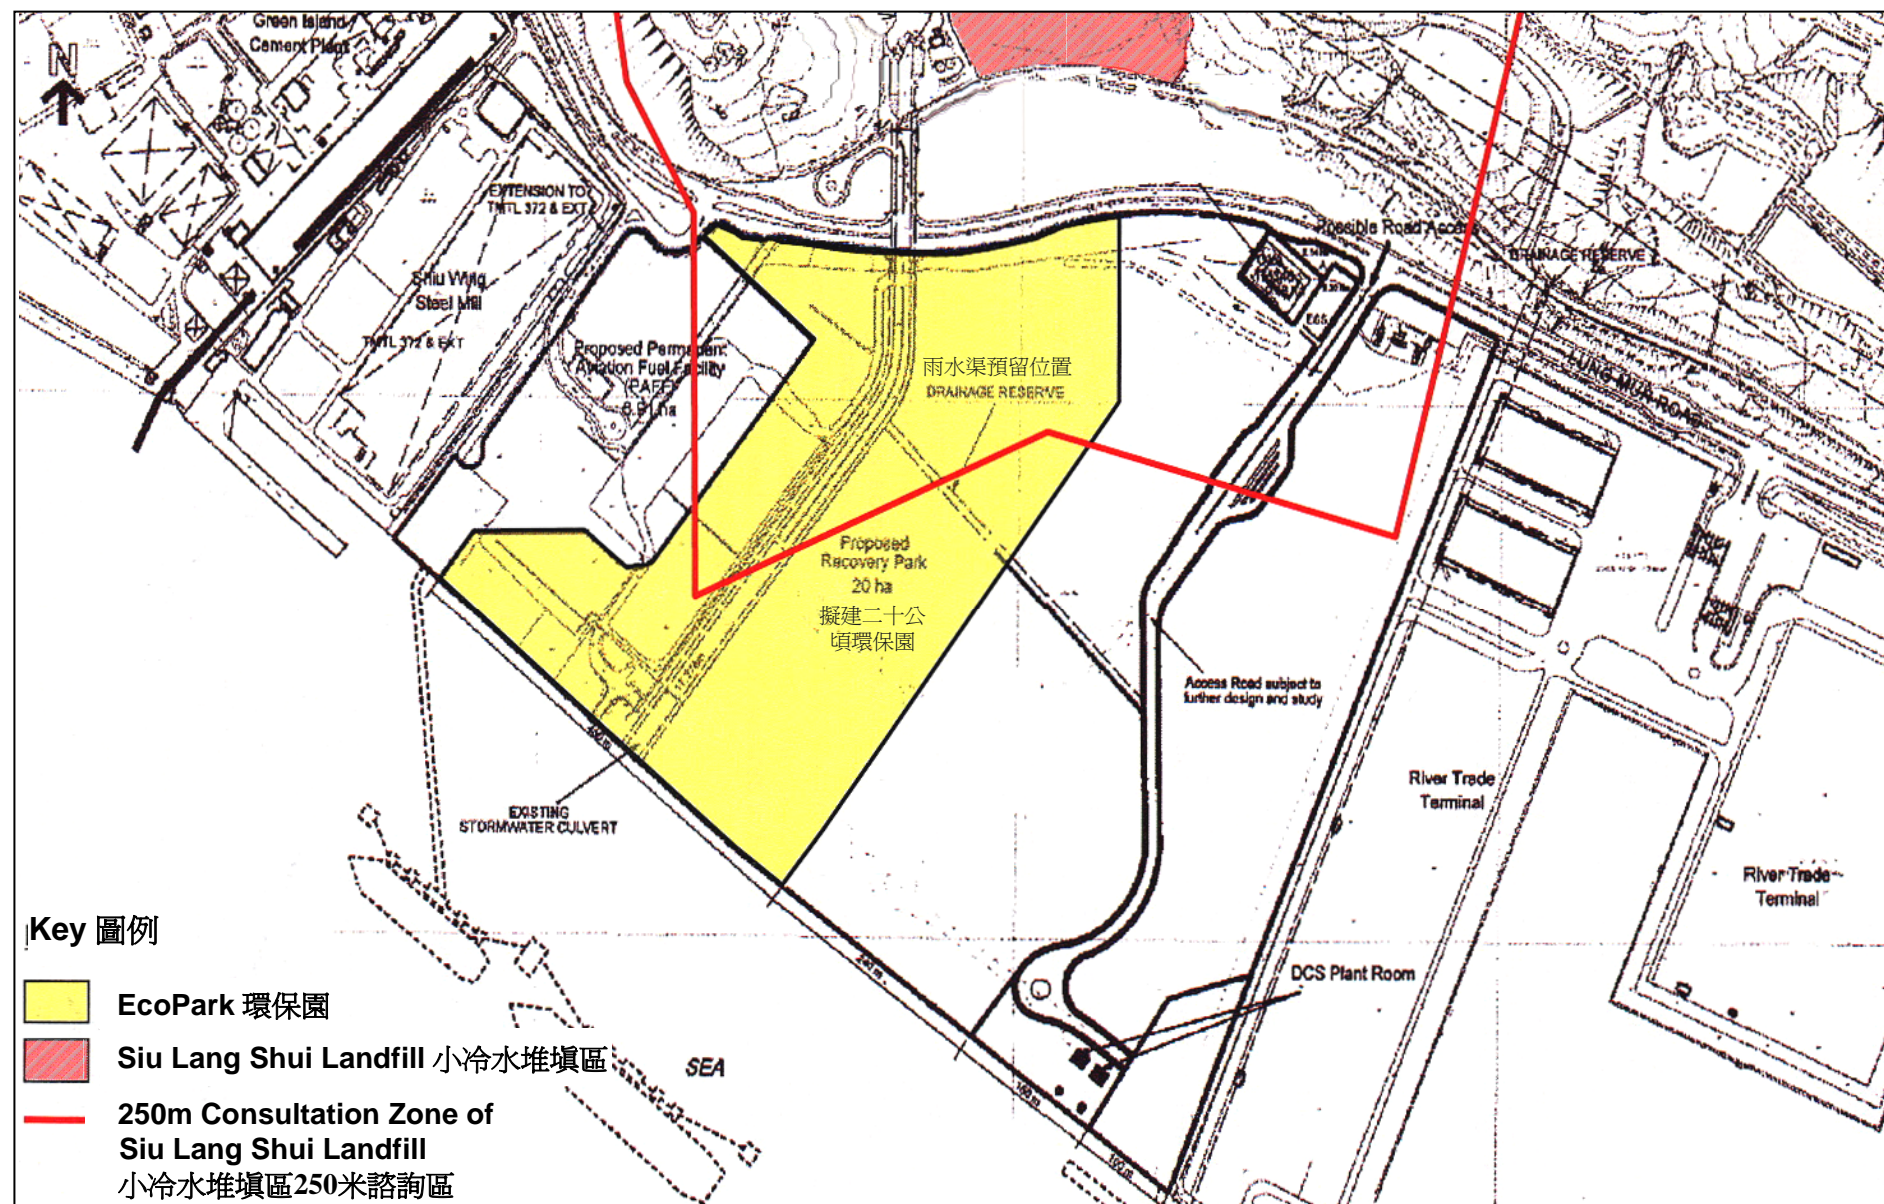 Green Island
Cement Plant
N
EXTENSION TO
TMTL 372 & EXT
Shiu Wing
Steel Mill
TMTL 372 & EXT
Proposed Permanent
Aviation Fuel Facility
(PAFF)
Possible Road Access
DRAINAGE RESERVE
ESS
LUNG MUN ROAD
雨水渠預留位置
DRAINAGE RESERVE
Proposed
Recovery Park
20 ha
擬建二十公
頃環保園
Access Road subject to
further design and study
River Trade
Terminal
River Trade
Terminal
EXISTING
STORMWATER CULVERT
DCS Plant Room
SEA
100 m
Key 圖例
EcoPark 環保園
Siu Lang Shui Landfill 小冷水堆填區
250m Consultation Zone of
Siu Lang Shui Landfill
小冷水堆填區250米諮詢區